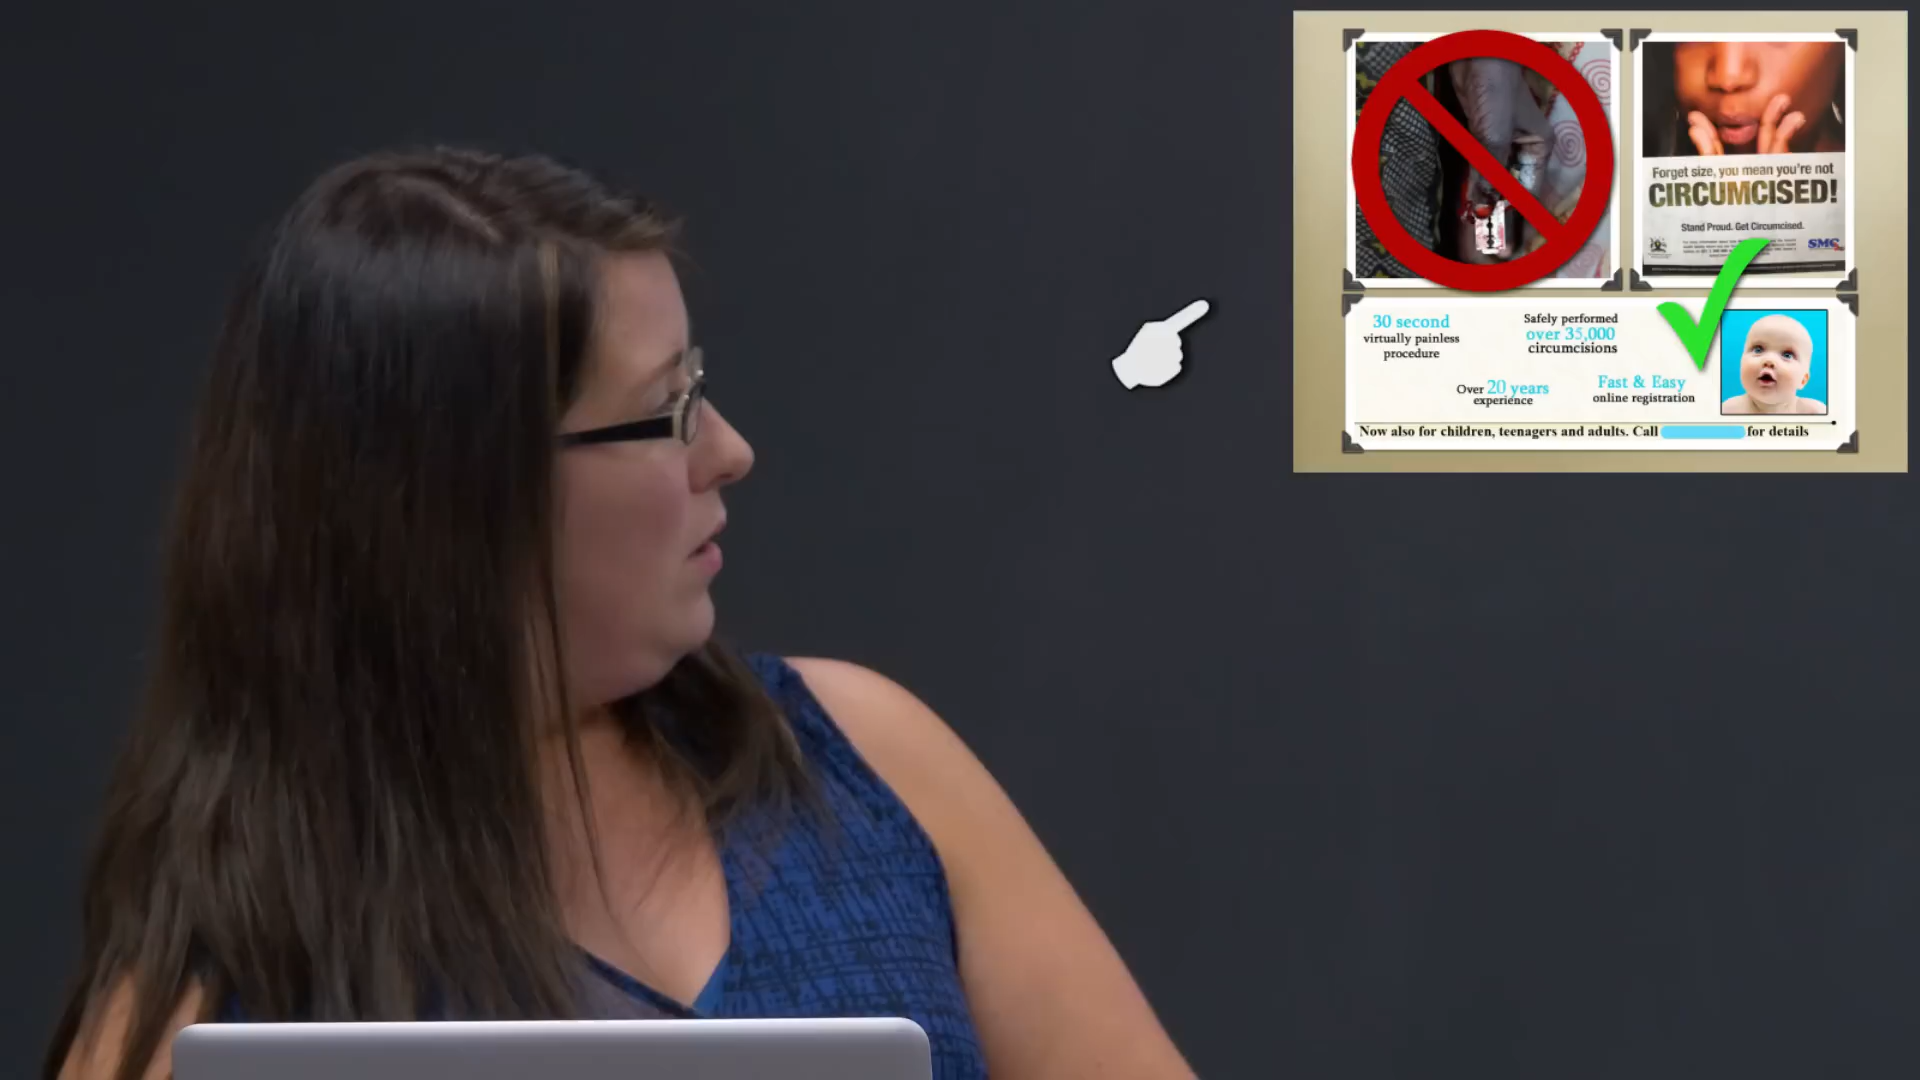 Forget size, you mean you're not
CIRCUMCISED!
Stand Proud. Get Circumcised.
SMC
30 second
virtually painless
procedure
Safely performed
over 35,000
circumcisions
Over 20 years
experience
Fast & Easy
online registration
Now also for children, teenagers and adults. Call for details